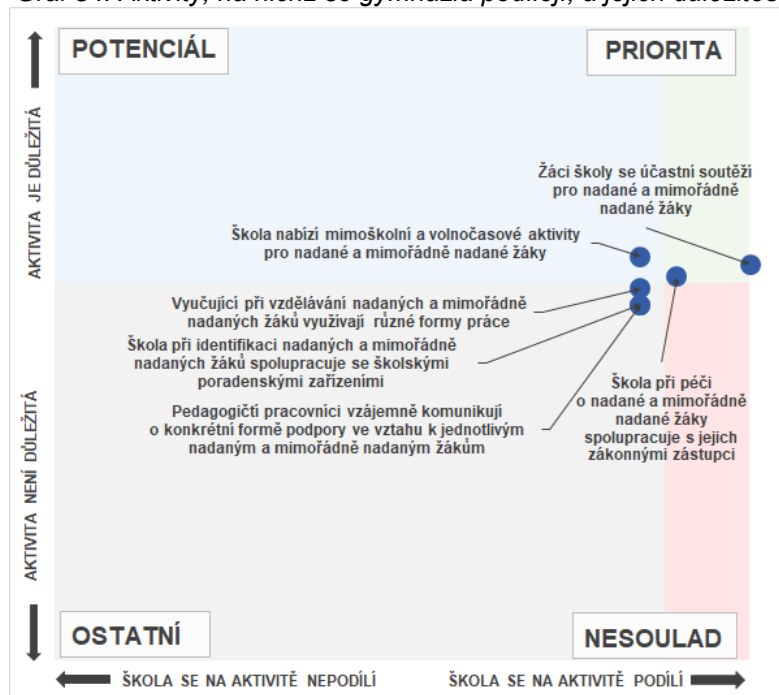 POTENCIÁL
PRIORITA
AKTIVITA JE DŮLEŽITÁ
Žáci školy se účastní soutěží
pro nadané a mimořádně
nadané žáky
Škola nabízí mimoškolní a volnočasové aktivity
pro nadané a mimořádně nadané žáky
Vyučující při vzdělávání nadaných a mimořádně
nadaných žáků využívají různé formy práce
Škola při identifikaci nadaných a mimořádně
nadaných žáků spolupracuje se školskými
poradenskými zařízeními
Pedagogičtí pracovníci vzájemně komunikují
o konkrétní formě podpory ve vztahu k jednotlivým
nadaným a mimořádně nadaným žákům
Škola při péči
o nadané a mimořádně
nadané žáky
spolupracuje s jejich
zákonnými zástupci
AKTIVITA NENÍ DŮLEŽITÁ
OSTATNÍ
NESOULAD
ŠKOLA SE NA AKTIVITĚ NEPODÍLÍ
ŠKOLA SE NA AKTIVITĚ PODÍLÍ